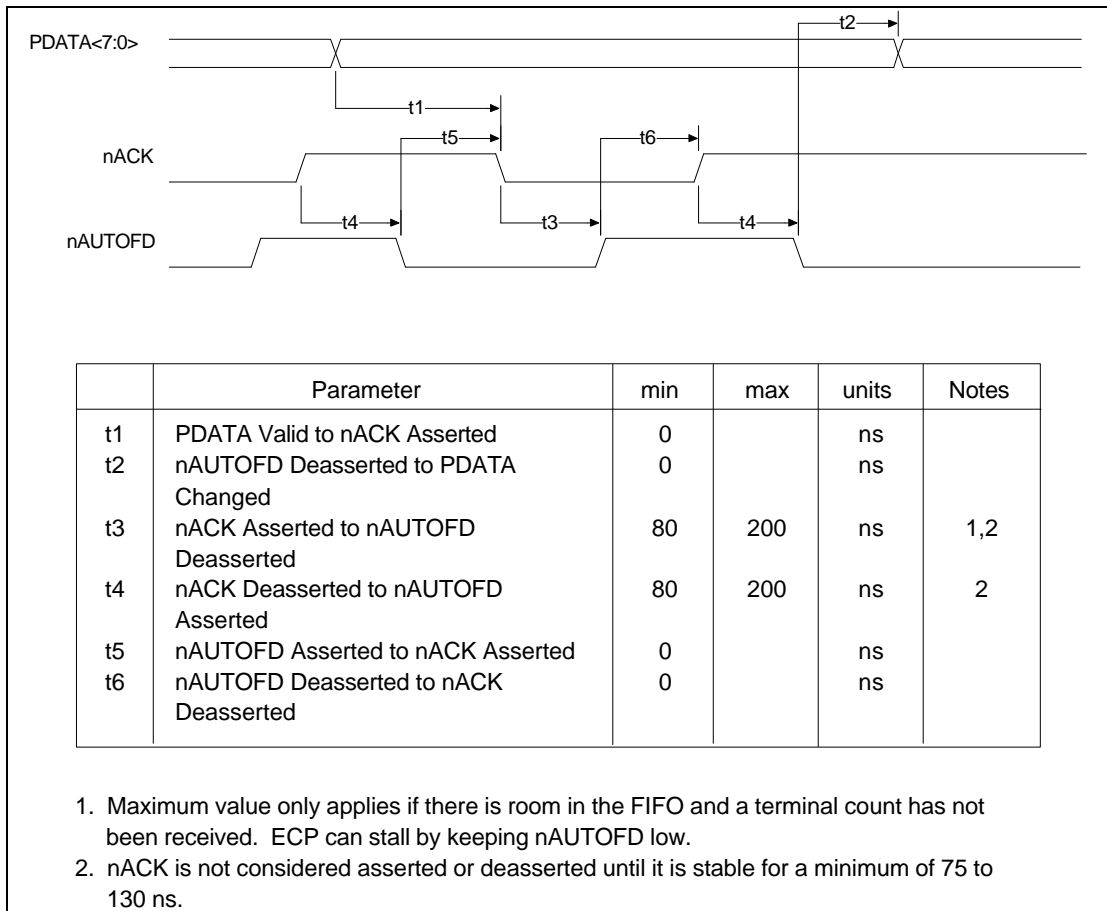 t2
PDATA<7:0>
t1
t5
t6
nACK
t4
t3
t4
nAUTOFD
Parameter min max units Notes
t1 PDATA Valid to nACK Asserted 0 ns
t2 nAUTOFD Deasserted to PDATA 0 ns
Changed
t3 nACK Asserted to nAUTOFD 80 200 ns 1,2
Deasserted
t4 nACK Deasserted to nAUTOFD 80 200 ns 2
Asserted
t5 nAUTOFD Asserted to nACK Asserted 0 ns
t6 nAUTOFD Deasserted to nACK 0 ns
Deasserted
1. Maximum value only applies if there is room in the FIFO and a terminal count has not
been received. ECP can stall by keeping nAUTOFD low.
2. nACK is not considered asserted or deasserted until it is stable for a minimum of 75 to
130 ns.